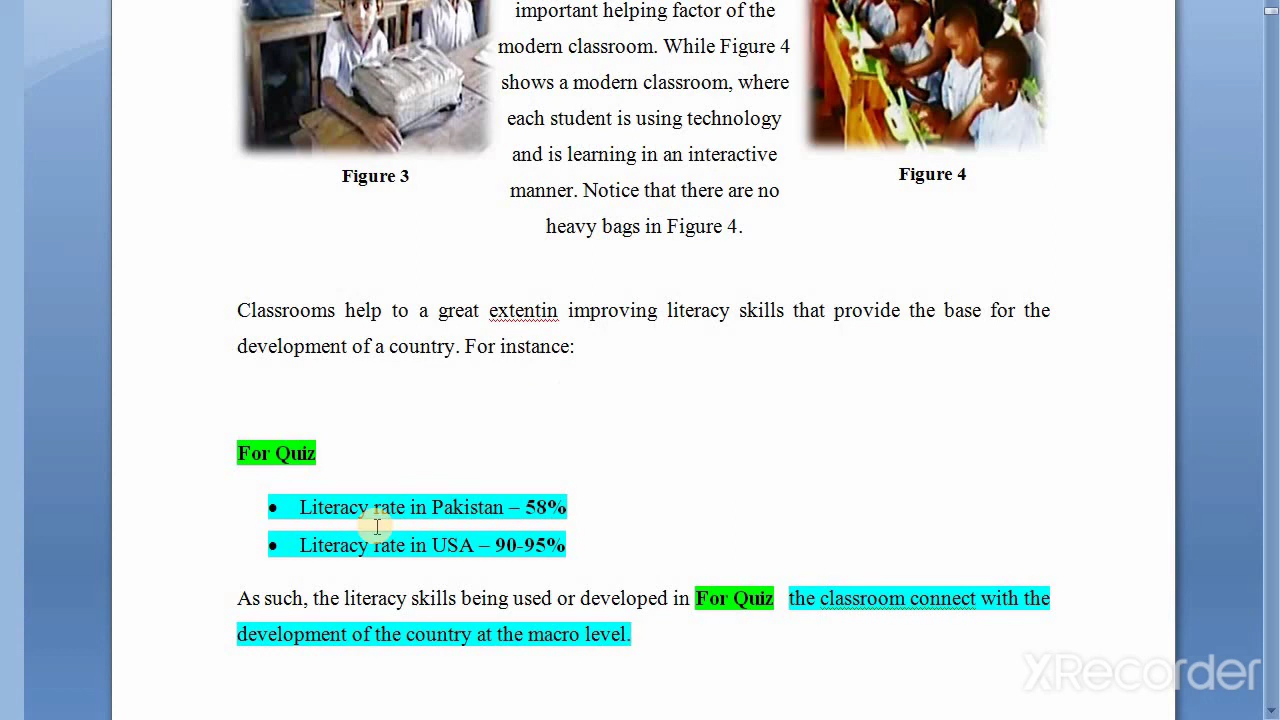 important helping factor of the
modern classroom. While Figure 4
shows a modern classroom, where
each student is using technology
and is learning in an interactive
manner. Notice that there are no
heavy bags in Figure 4.
Figure 3
Figure 4
Classrooms help to a great extentin improving literacy skills that provide the base for the
development of a country. For instance:
For Quiz
• Literacy rate in Pakistan – 58%
• Literacy rate in USA – 90-95%
As such, the literacy skills being used or developed in For Quiz the classroom connect with the
development of the country at the macro level.
XRecorder